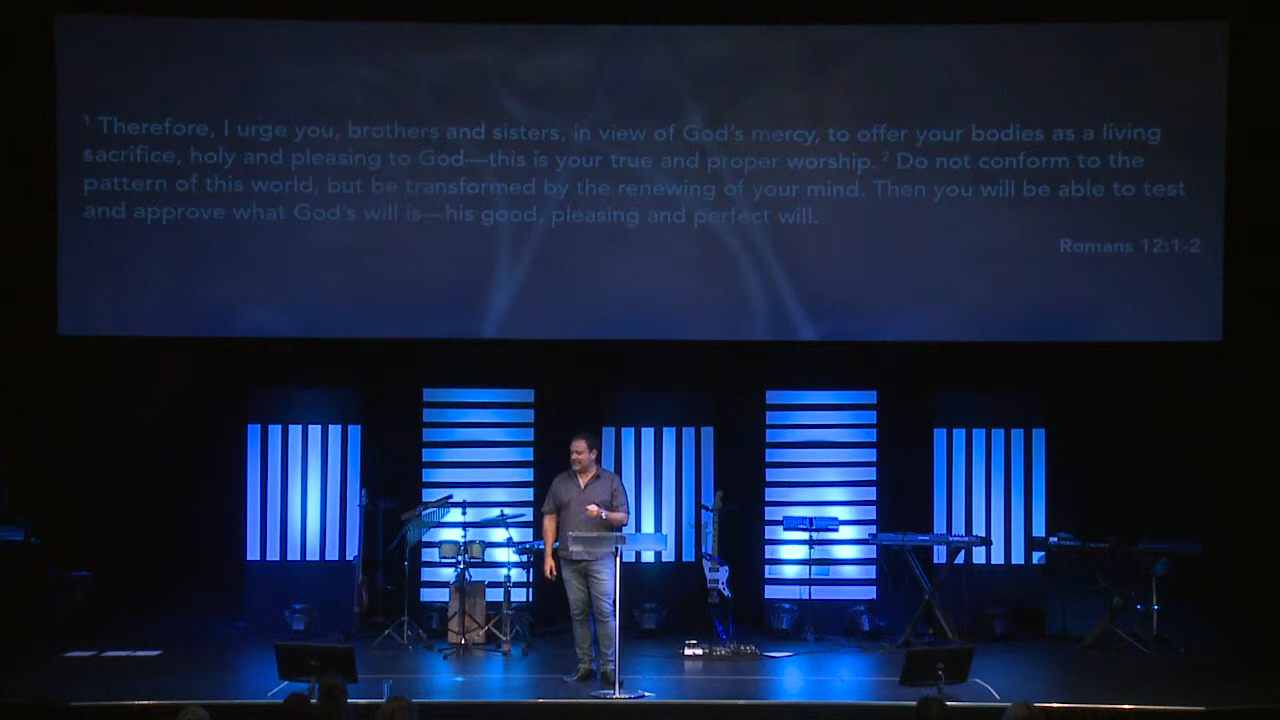 ¹ Therefore, I urge you, brothers and sisters, in view of God's mercy, to offer your bodies as a living
sacrifice, holy and pleasing to God—this is your true and proper worship. ² Do not conform to the
pattern of this world, but be transformed by the renewing of your mind. Then you will be able to test
and approve what God's will is—his good, pleasing and perfect will.
Romans 12:1-2